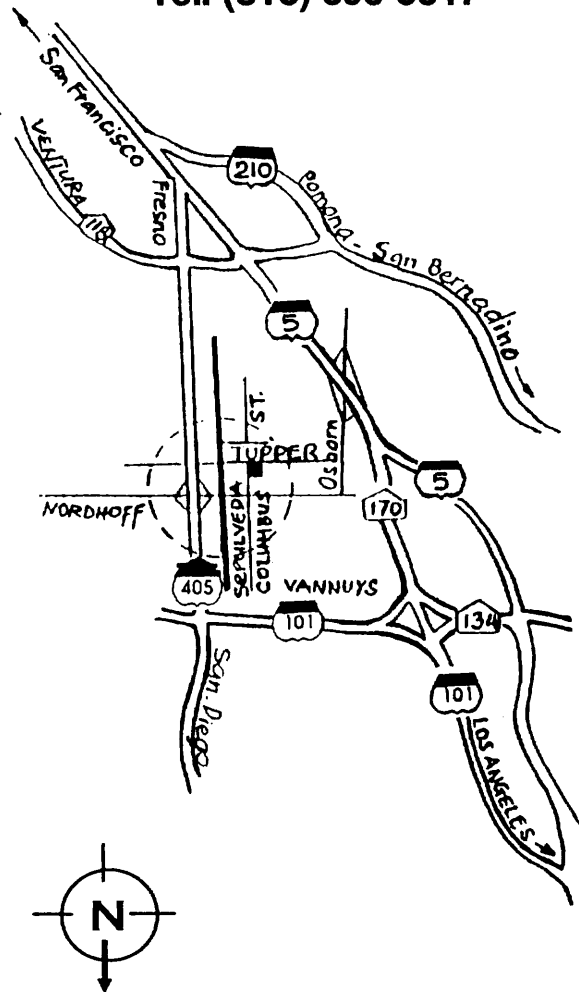 San Francisco
VENTURA
118
Fresno
210
Pomona - San Bernadino
5
ST.
TUPPER
Osborn
5
NORDHOFF
SEPULVEDA
COLUMBUS
170
405
VANNUYS
101
134
San. Diego
101
LOS ANGELES
N